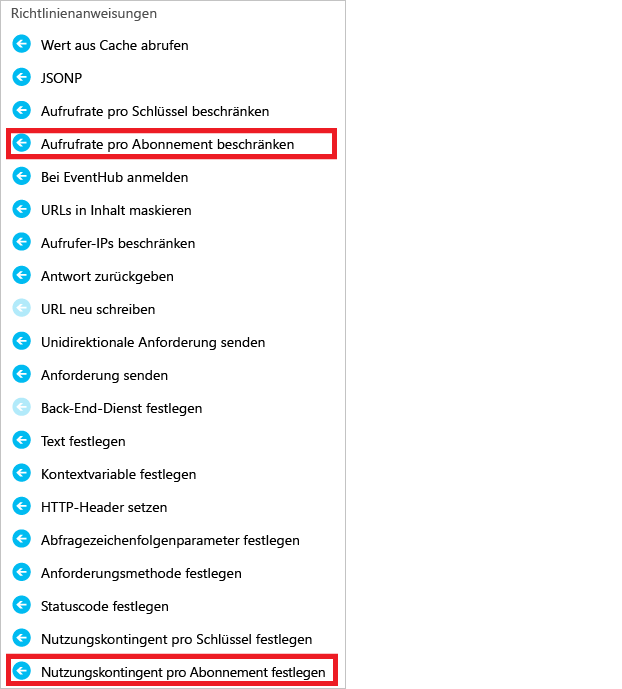 Richtlinienanweisungen
Wert aus Cache abrufen
JSONP
Aufrufrate pro Schlüssel beschränken
Aufrufrate pro Abonnement beschränken
Bei EventHub anmelden
URLs in Inhalt maskieren
Aufrufer-IPs beschränken
Antwort zurückgeben
URL neu schreiben
Unidirektionale Anforderung senden
Anforderung senden
Back-End-Dienst festlegen
Text festlegen
Kontextvariable festlegen
HTTP-Header setzen
Abfragezeichenfolgenparameter festlegen
Anforderungsmethode festlegen
Statuscode festlegen
Nutzungskontingent pro Schlüssel festlegen
Nutzungskontingent pro Abonnement festlegen